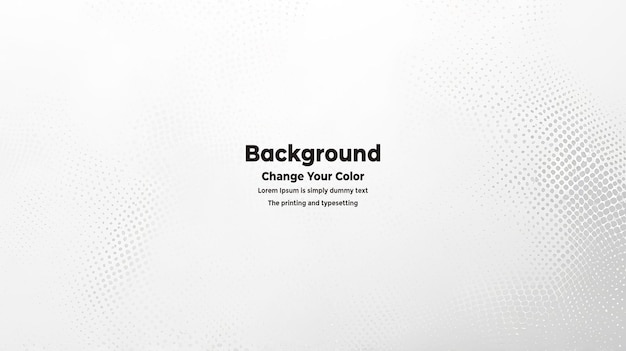 Background
Change Your Color
Lorem Ipsum is simply dummy text
The printing and typesetting